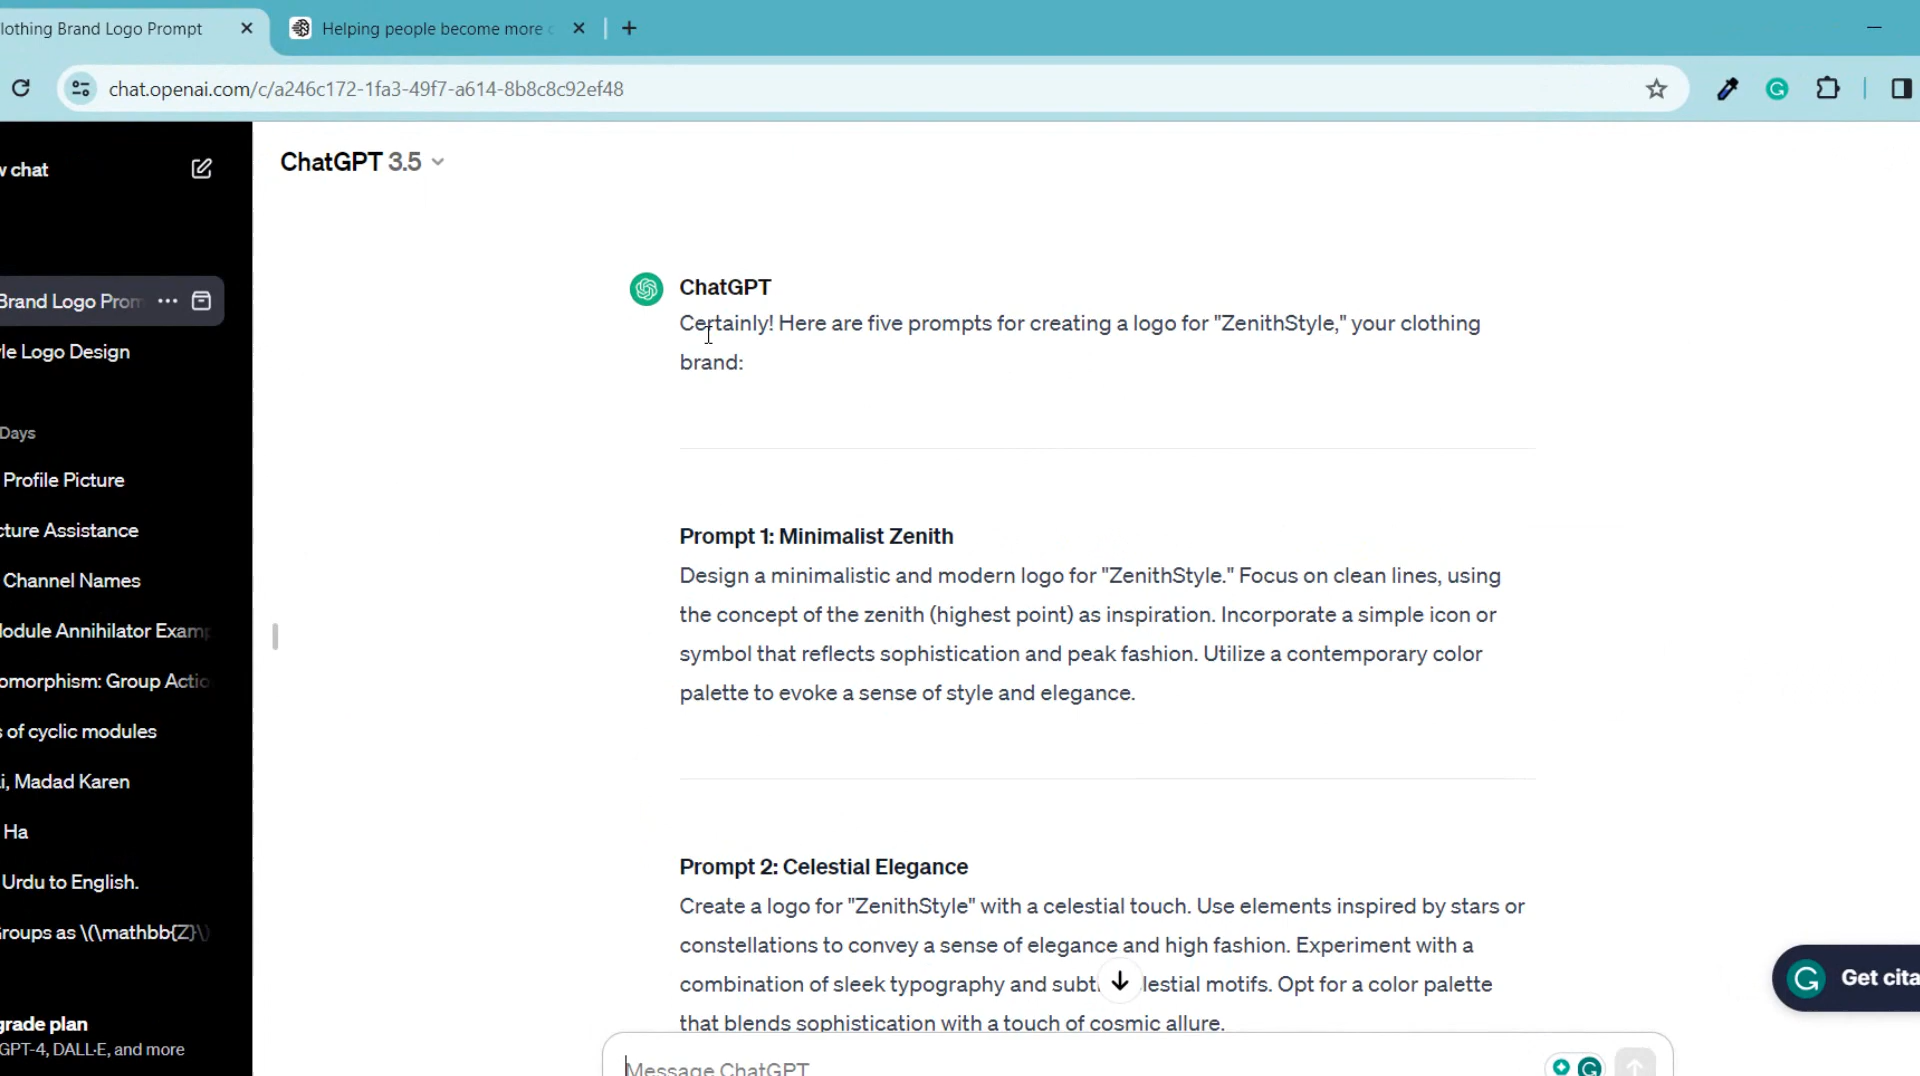 lothing Brand Logo Prompt
Helping people become more
chat.openai.com/c/a246c172-1fa3-49f7-a614-8b8c8c92ef48
w chat
ChatGPT 3.5
Brand Logo Prom
le Logo Design
Days
Profile Picture
cture Assistance
Channel Names
Module Annihilator Examp
omorphism: Group Actio
s of cyclic modules
i, Madad Karen
Ha
Urdu to English.
Groups as \(\mathbb{Z}\)
grade plan
GPT-4, DALL·E, and more
ChatGPT
Certainly! Here are five prompts for creating a logo for "ZenithStyle," your clothing
brand:
Prompt 1: Minimalist Zenith
Design a minimalistic and modern logo for "ZenithStyle." Focus on clean lines, using
the concept of the zenith (highest point) as inspiration. Incorporate a simple icon or
symbol that reflects sophistication and peak fashion. Utilize a contemporary color
palette to evoke a sense of style and elegance.
Prompt 2: Celestial Elegance
Create a logo for "ZenithStyle" with a celestial touch. Use elements inspired by stars or
constellations to convey a sense of elegance and high fashion. Experiment with a
combination of sleek typography and subt lestial motifs. Opt for a color palette
that blends sophistication with a touch of cosmic allure.
Get cita
Message ChatGPT